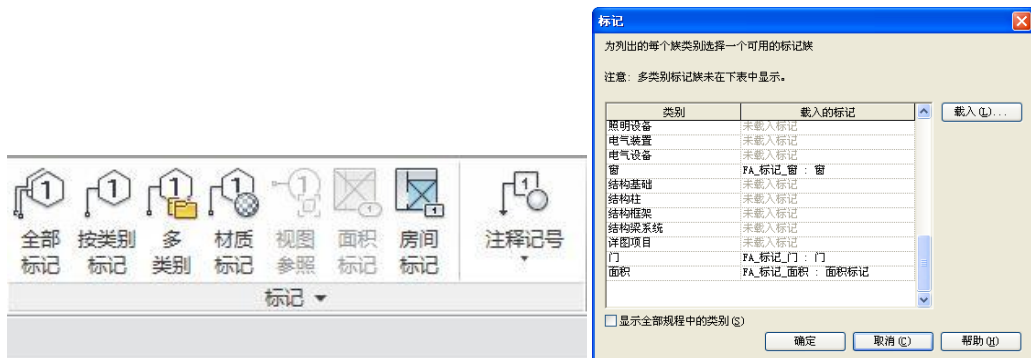 1
1
1
1
1
1
全部
标记
按类别
标记
多
类别
材质
标记
视图
参照
面积
标记
房间
标记
注释记号
标记
标记
为列出的每个族类别选择一个可用的标记族
注意: 多类别标记族未在下表中显示。
类别 载入的标记
照明设备 未载入标记
电气装置 未载入标记
电气设备 未载入标记
窗 FA_标记_窗 : 窗
结构基础 未载入标记
结构柱 未载入标记
结构框架 未载入标记
结构梁系统 未载入标记
详图项目 未载入标记
门 FA_标记_门 : 门
面积 FA_标记_面积 : 面积标记
载入(L)...
显示全部规程中的类别(S)
确定 取消(C) 帮助(H)